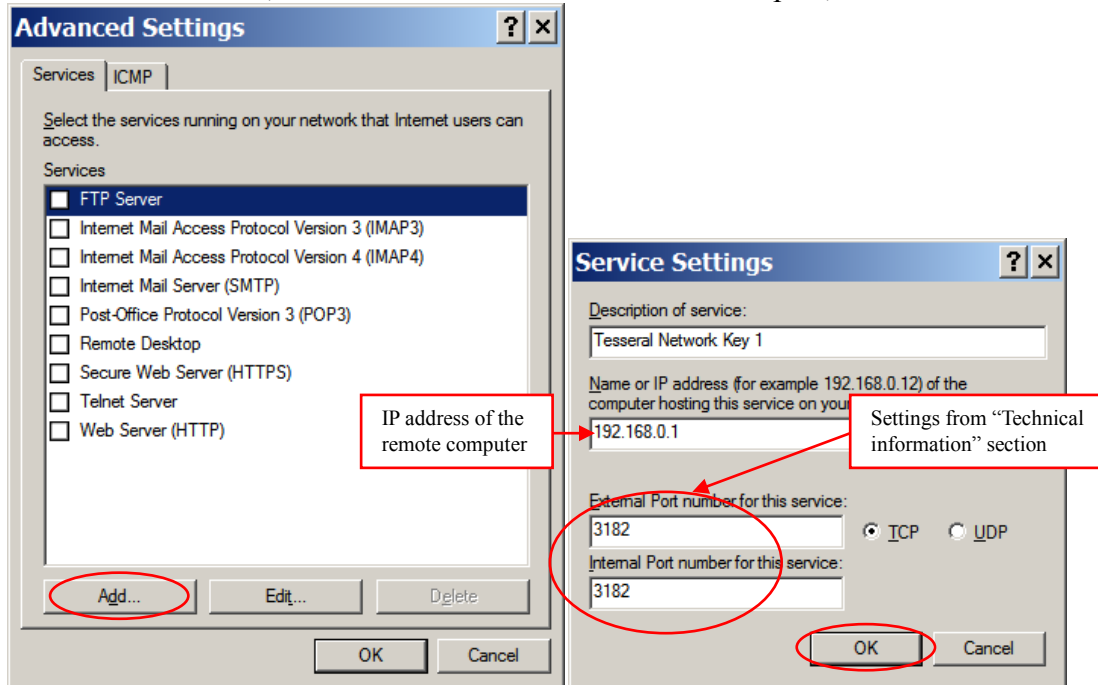 Advanced Settings
Services
ICMP
Select the services running on your network that Internet users can
access.
Services
FTP Server
Internet Mail Access Protocol Version 3 (IMAP3)
Internet Mail Access Protocol Version 4 (IMAP4)
Internet Mail Server (SMTP)
Post-Office Protocol Version 3 (POP3)
Remote Desktop
Secure Web Server (HTTPS)
Telnet Server
Web Server (HTTP)
Add...
Edit...
Delete
OK
Cancel
IP address of the
remote computer
Service Settings
Description of service:
Tesseral Network Key 1
Name or IP address (for example 192.168.0.12) of the
computer hosting this service on your
192.168.0.1
Settings from “Technical
information” section
External Port number for this service:
3182
TCP
UDP
Internal Port number for this service:
3182
OK
Cancel